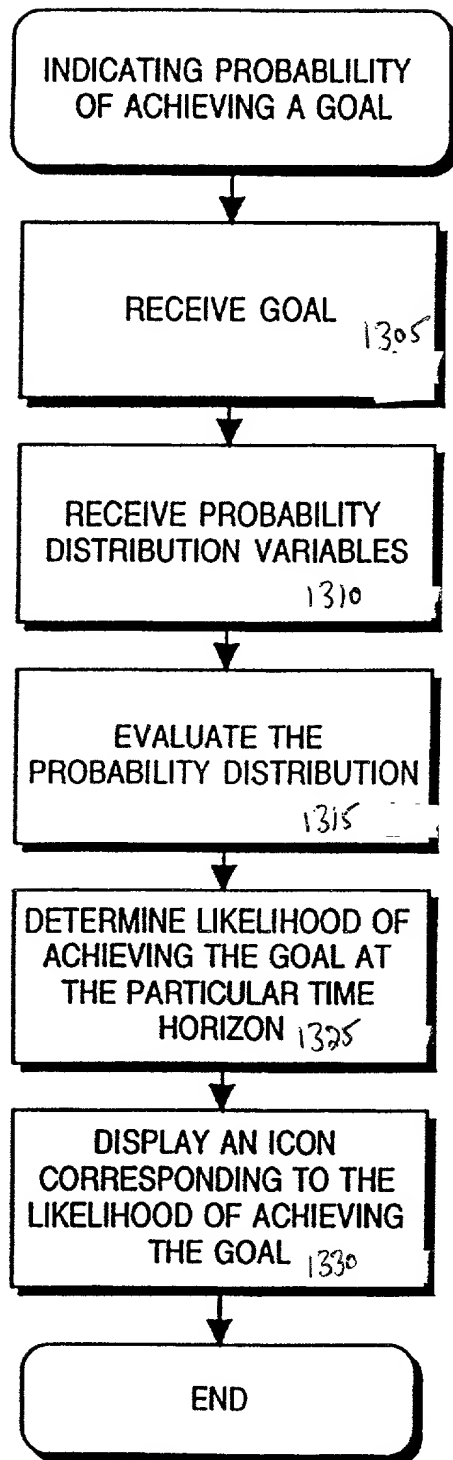 INDICATING PROBABLILITY
OF ACHIEVING A GOAL
RECEIVE GOAL
1305
RECEIVE PROBABILITY
DISTRIBUTION VARIABLES
1310
EVALUATE THE
PROBABILITY DISTRIBUTION
1315
DETERMINE LIKELIHOOD OF
ACHIEVING THE GOAL AT
THE PARTICULAR TIME
HORIZON 1325
DISPLAY AN ICON
CORRESPONDING TO THE
LIKELIHOOD OF ACHIEVING
THE GOAL 1330
END